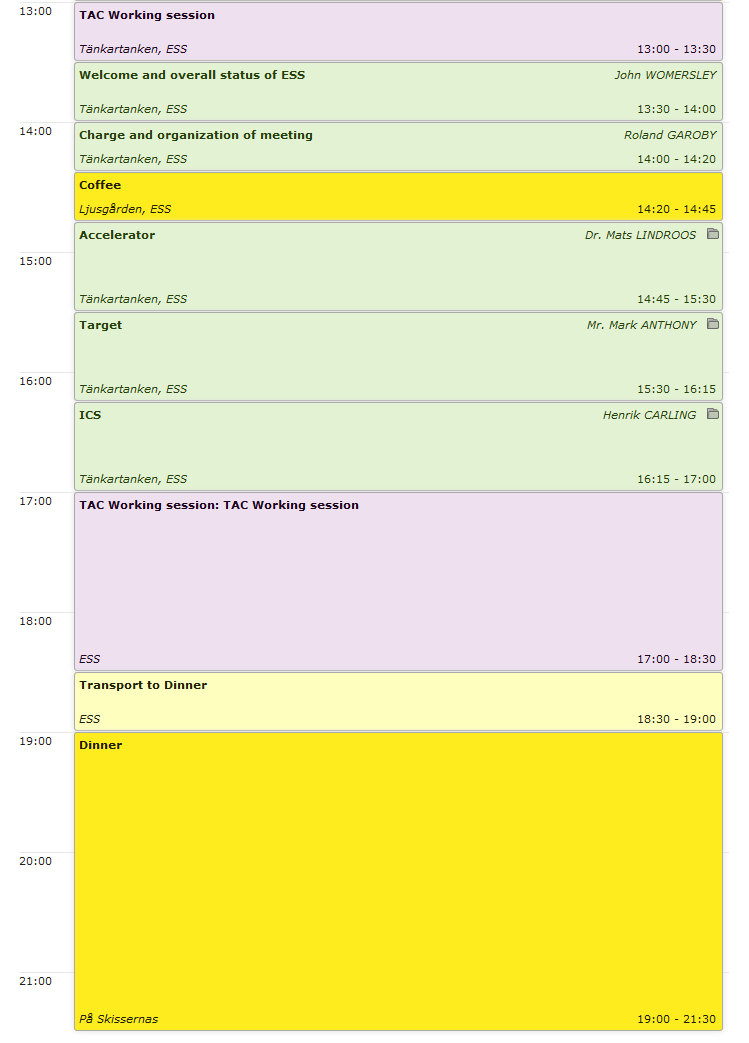 13:00
TAC Working session
Tänkartanken, ESS 13:00 - 13:30
Welcome and overall status of ESS John WOMERSLEY
Tänkartanken, ESS 13:30 - 14:00
14:00
Charge and organization of meeting Roland GAROBY
Tänkartanken, ESS 14:00 - 14:20
Coffee
Ljusgården, ESS 14:20 - 14:45
Accelerator Dr. Mats LINDROOS
15:00
Tänkartanken, ESS 14:45 - 15:30
Target Mr. Mark ANTHONY
16:00
Tänkartanken, ESS 15:30 - 16:15
ICS Henrik CARLING
Tänkartanken, ESS 16:15 - 17:00
17:00
TAC Working session: TAC Working session
18:00
ESS 17:00 - 18:30
Transport to Dinner
ESS 18:30 - 19:00
19:00
Dinner
20:00
21:00
På Skissernas 19:00 - 21:30